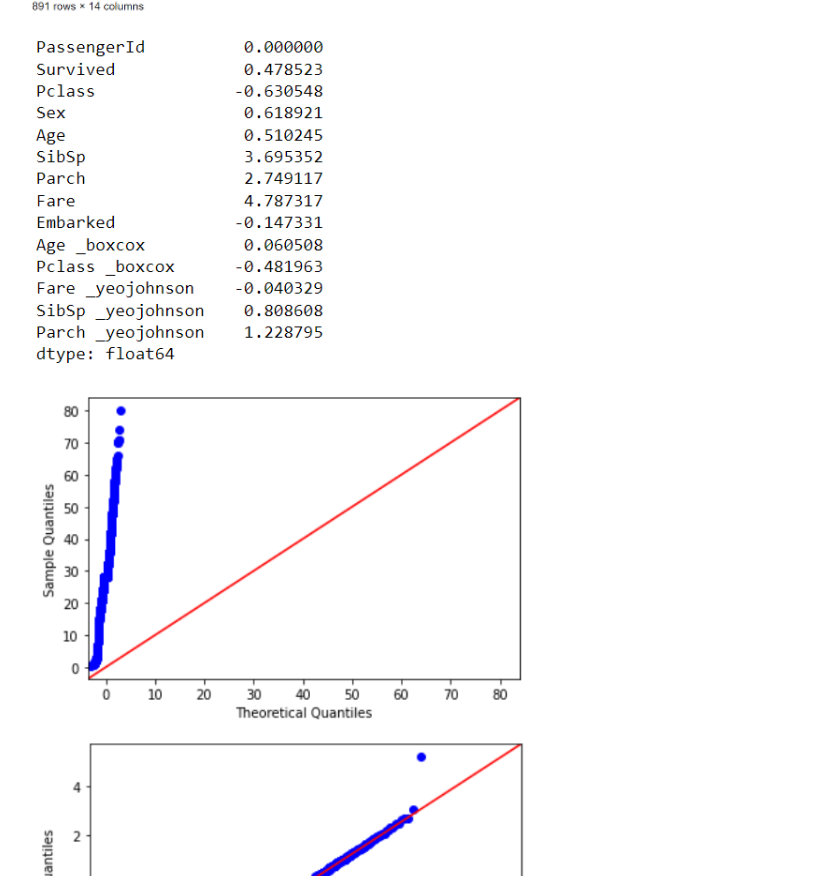 891 rows × 14 columns
PassengerId 0.000000
Survived 0.478523
Pclass -0.630548
Sex 0.618921
Age 0.510245
SibSp 3.695352
Parch 2.749117
Fare 4.787317
Embarked -0.147331
Age _boxcox 0.060508
Pclass _boxcox -0.481963
Fare _yeojohnson -0.040329
SibSp _yeojohnson 0.808608
Parch _yeojohnson 1.228795
dtype: float64
80
70
60
50
40
30
20
10
0
Sample Quantiles
0 10 20 30 40 50 60 70 80
Theoretical Quantiles
4
2